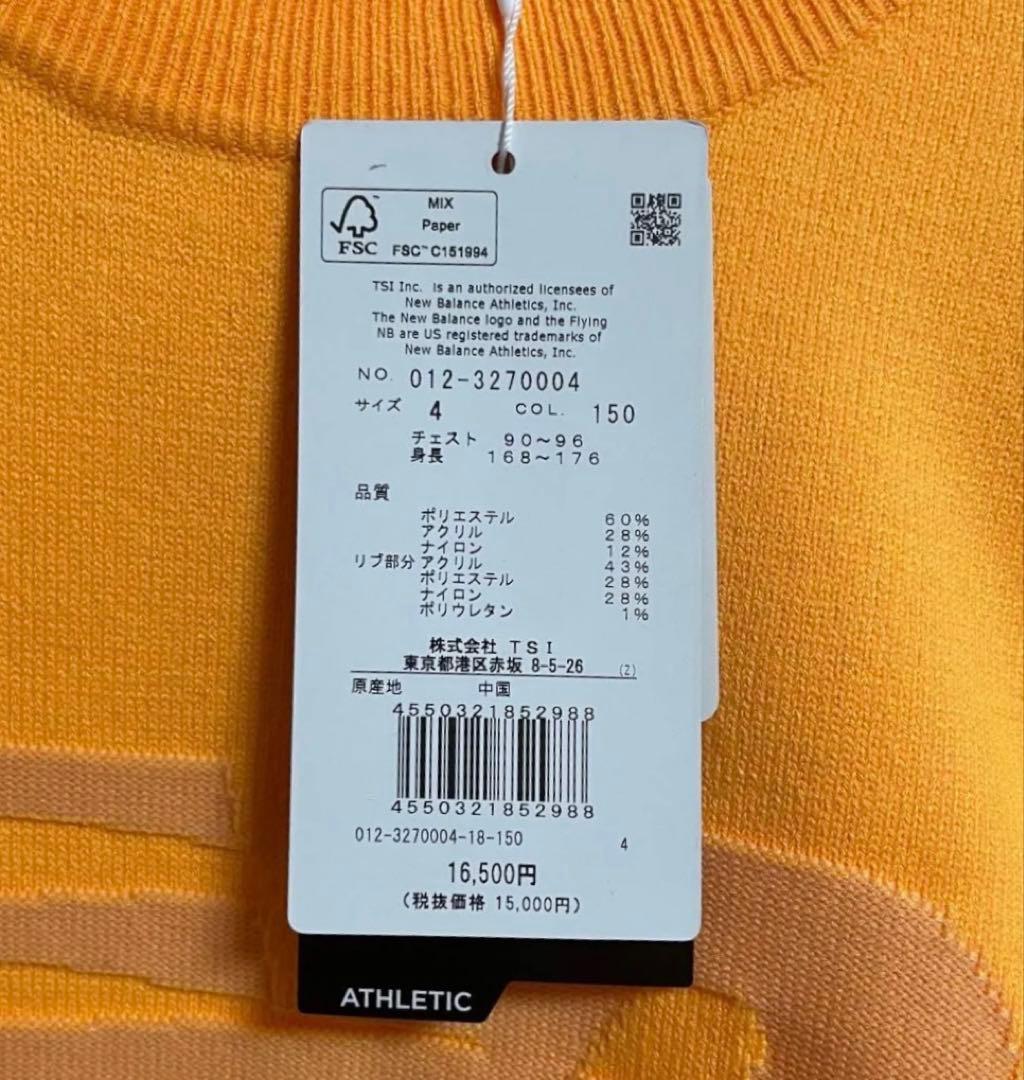 MIX
Paper
FSC
FSC™ C151994
TSI Inc. is an authorized licensees of
New Balance Athletics, Inc.
The New Balance logo and the Flying
NB are US registered trademarks of
New Balance Athletics, Inc.
NO. 012-3270004
サイズ 4 COL. 150
チェスト 90～96
身長 168～176
品質
ポリエステル 60%
アクリル 28%
ナイロン 12%
リブ部分 アクリル 43%
ポリエステル 28%
ナイロン 28%
ポリウレタン 1%
株式会社 TSI
東京都港区赤坂 8-5-26 (2)
原産地 中国
4550321852988
4550321852988
012-3270004-18-150 4
16,500円
(税抜価格 15,000円)
ATHLETIC